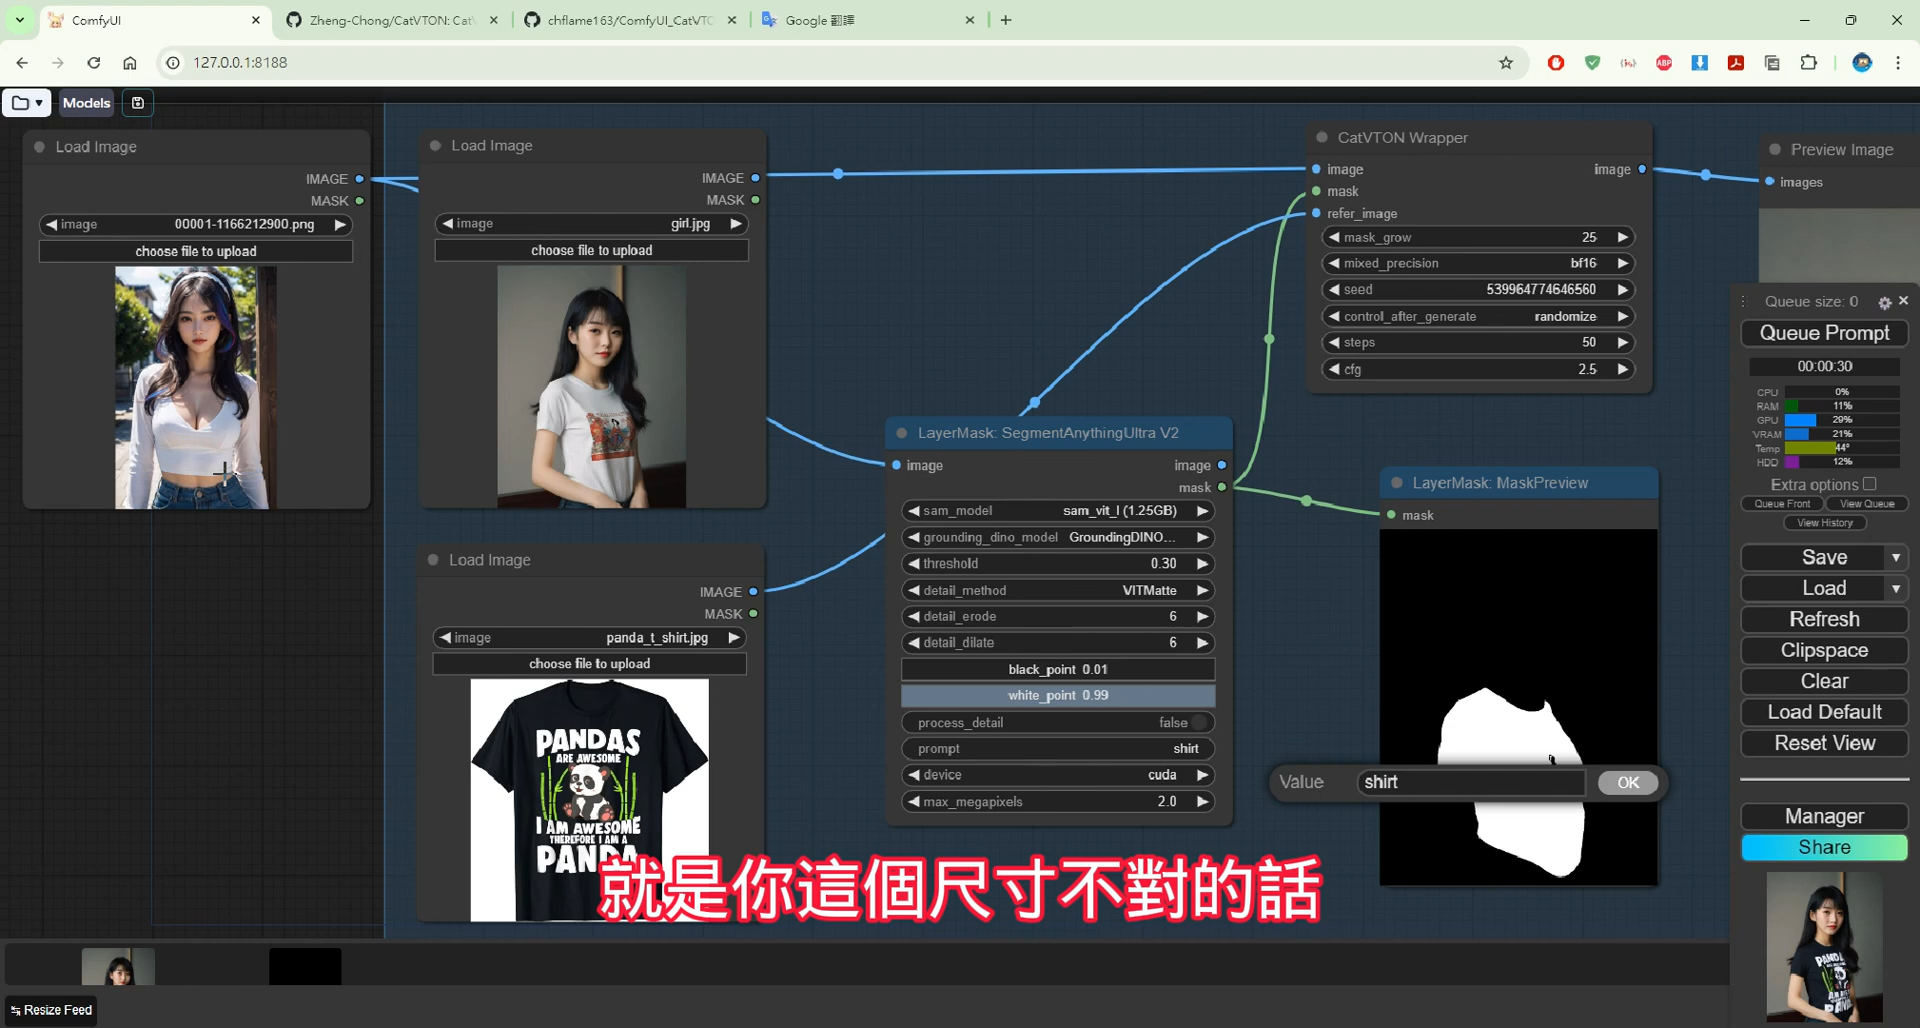 ComfyUI
Zheng-Chong/CatVTON: Cat
chflame163/ComfyUI_CatVTO
Google 翻譯
127.0.0.1:8188
ABP
Models
Load Image
IMAGE
MASK
image 00001-1166212900.png
choose file to upload
Load Image
IMAGE
MASK
image girl.jpg
choose file to upload
Load Image
IMAGE
MASK
image panda_t_shirt.jpg
choose file to upload
PANDAS
ARE AWESOME
I AM AWESOME
THEREFORE I AM A
PANDA
LayerMask: SegmentAnythingUltra V2
image image
mask
sam_model sam_vit_l (1.25GB)
grounding_dino_model GroundingDINO...
threshold 0.30
detail_method VITMatte
detail_erode 6
detail_dilate 6
black_point 0.01
white_point 0.99
process_detail false
prompt shirt
device cuda
max_megapixels 2.0
CatVTON Wrapper
image image
mask
refer_image
mask_grow 25
mixed_precision bf16
seed 539964774646560
control_after_generate randomize
steps 50
cfg 2.5
LayerMask: MaskPreview
mask
Value shirt OK
Preview Image
images
Queue size: 0
Queue Prompt
00:00:30
CPU 0%
RAM 11%
GPU 29%
VRAM 21%
Temp 44°
HDD 12%
Extra options
Queue Front View Queue
View History
Save
Load
Refresh
Clipspace
Clear
Load Default
Reset View
Manager
Share
就是你這個尺寸不對的話
Resize Feed